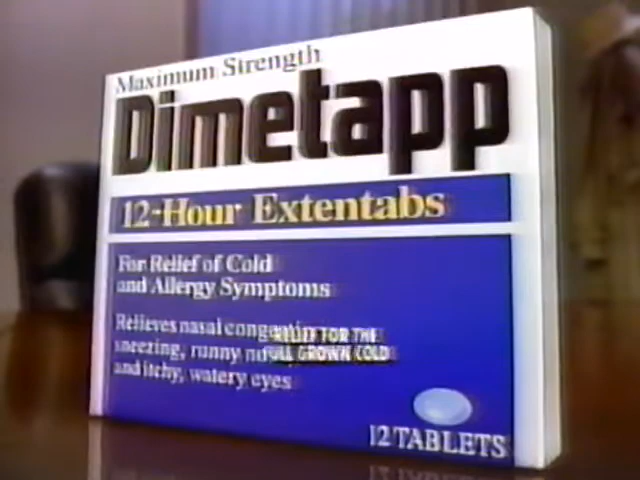 Maximum Strength
Dimetapp
12-Hour Extentabs
For Relief of Cold
and Allergy Symptoms
Relieves nasal
sneezing, runny
and itchy, watery eyes
RELIEF FOR THE
FULL GROWN COLD
12 TABLETS